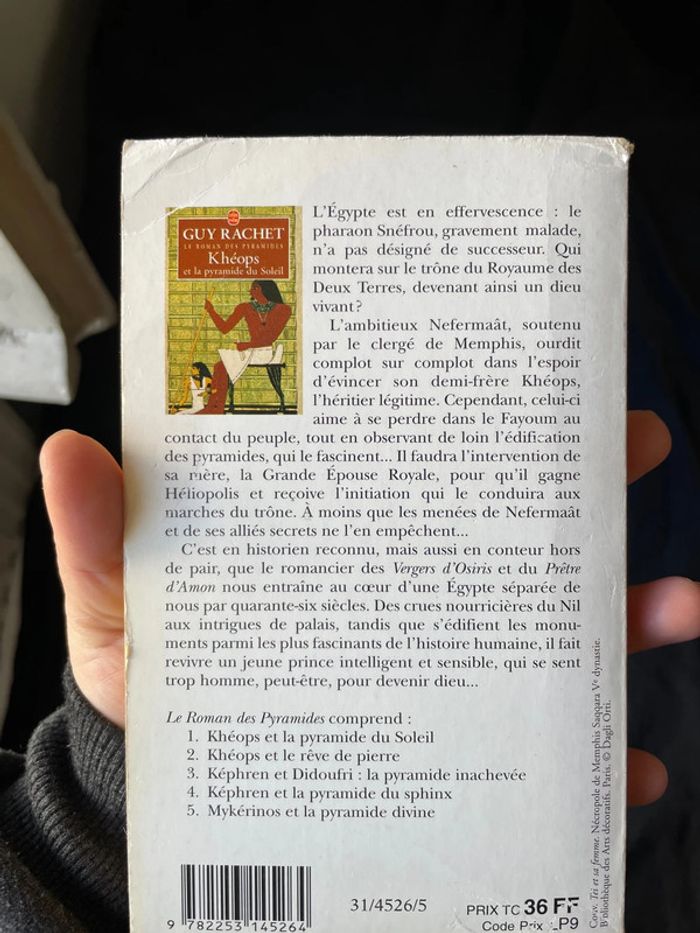 GUY RACHET
LE ROMAN DES PYRAMIDES
Khéops
et la pyramide du Soleil
L'Égypte est en effervescence : le
pharaon Snéfrou, gravement malade,
n'a pas désigné de successeur. Qui
montera sur le trône du Royaume des
Deux Terres, devenant ainsi un dieu
vivant ?
L'ambitieux Nefermaât, soutenu
par le clergé de Memphis, ourdit
complot sur complot dans l'espoir
d'évincer son demi-frère Khéops,
l'héritier légitime. Cependant, celui-ci
aime à se perdre dans le Fayoum au
contact du peuple, tout en observant de loin l'édification
des pyramides, qui le fascinent... Il faudra l'intervention de
sa mère, la Grande Épouse Royale, pour qu'il gagne
Héliopolis et reçoive l'initiation qui le conduira aux
marches du trône. À moins que les menées de Nefermaât
et de ses alliés secrets ne l'en empêchent...
C'est en historien reconnu, mais aussi en conteur hors
de pair, que le romancier des Vergers d'Osiris et du Prêtre
d'Amon nous entraîne au cœur d'une Égypte séparée de
nous par quarante-six siècles. Des crues nourricières du Nil
aux intrigues de palais, tandis que s'édifient les monu-
ments parmi les plus fascinants de l'histoire humaine, il fait
revivre un jeune prince intelligent et sensible, qui se sent
trop homme, peut-être, pour devenir dieu...
Le Roman des Pyramides comprend :
1. Khéops et la pyramide du Soleil
2. Khéops et le rêve de pierre
3. Képhren et Didoufri : la pyramide inachevée
4. Képhren et la pyramide du sphinx
5. Mykérinos et la pyramide divine
9 782253 145264
31/4526/5
PRIX TC 36 FF
Code Prix LP9
Couv. Tei et sa femme. Nécropole de Memphis Saqqara Ve dynastie.
Bibliothèque des Arts décoratifs. Paris. © Dagli Orti.